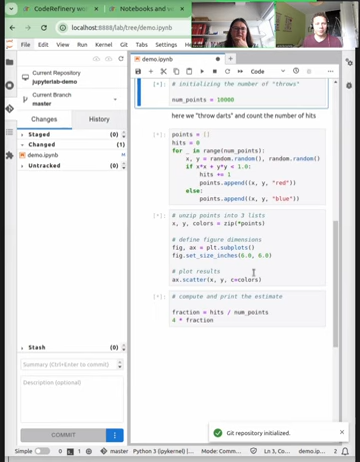 CodeRefinery w
Notebooks and vi
localhost:8888/lab/tree/demo.ipynb
File Edit View Run Kernel Git Tabs Settings
Current Repository
jupyterlab-demo
Current Branch
master
Changes History
Staged (0)
Changed (1)
demo.ipynb M
Untracked (0)
Stash (0)
Summary (Ctrl+Enter to commit)
Description (optional)
COMMIT
demo.ipynb
Code
# initializing the number of "throws"
num_points = 10000
here we "throw darts" and count the number of hits
[*]: points = []
hits = 0
for _ in range(num_points):
x, y = random.random(), random.random()
if x*x + y*y < 1.0:
hits += 1
points.append((x, y, "red"))
else:
points.append((x, y, "blue"))
[*]: # unzip points into 3 lists
x, y, colors = zip(*points)
# define figure dimensions
fig, ax = plt.subplots()
fig.set_size_inches(6.0, 6.0)
# plot results
ax.scatter(x, y, c=colors)
[*]: # compute and print the estimate
fraction = hits / num_points
4 * fraction
Git repository initialized.
Simple 0 1 master Python 3 (ipykernel) Mode: Comm... Ln 3, Co... demo.ip... 2